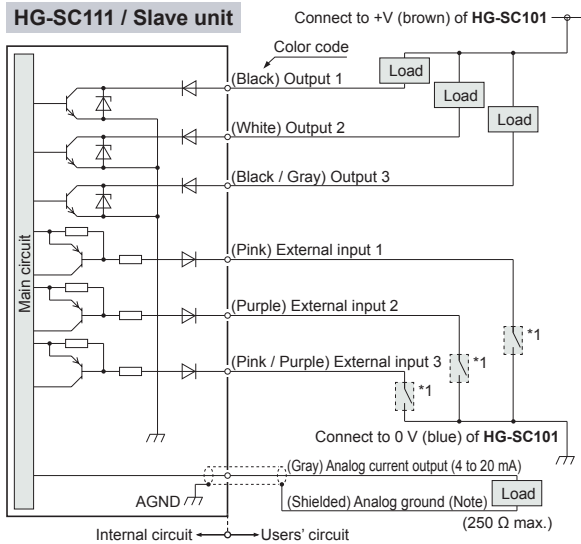 HG-SC111 / Slave unit
Connect to +V (brown) of HG-SC101
Color code
(Black) Output 1
Load
(White) Output 2
Load
(Black / Gray) Output 3
Load
Main circuit
(Pink) External input 1
(Purple) External input 2
(Pink / Purple) External input 3
*1
*1
*1
Connect to 0 V (blue) of HG-SC101
(Gray) Analog current output (4 to 20 mA)
AGND
(Shielded) Analog ground (Note)
Load
(250 Ω max.)
Internal circuit
Users' circuit